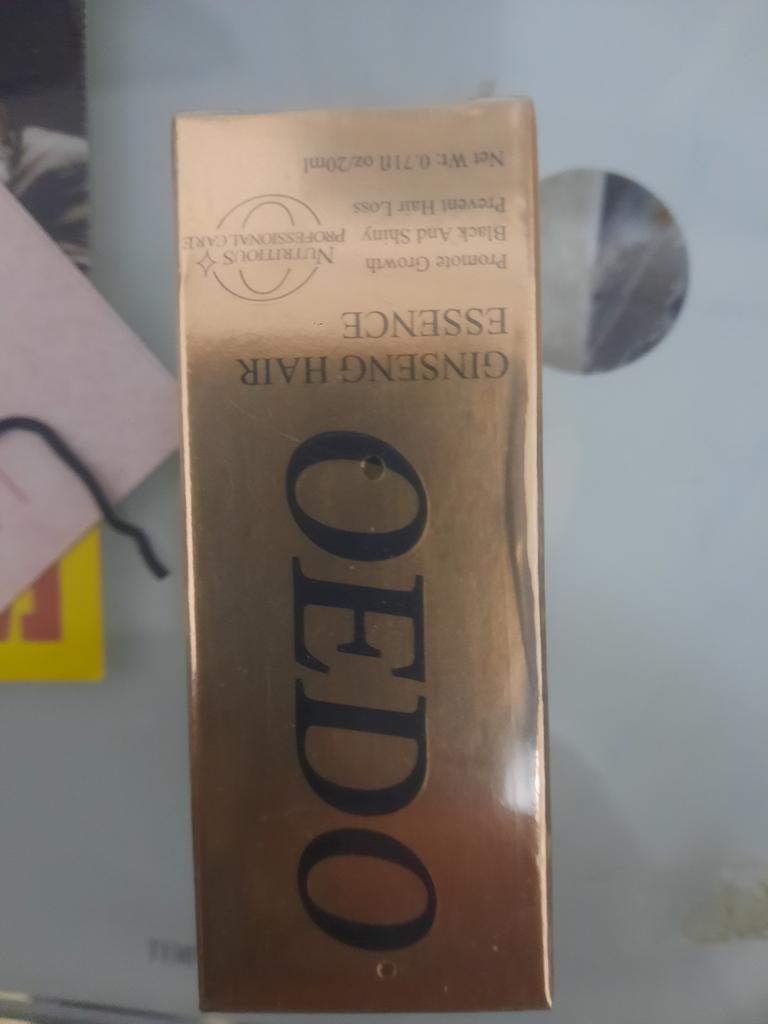 OEDO
GINSENG HAIR
ESSENCE
Promote Growth
Black And Shiny
Prevent Hair Loss
NUTRITIOUS
PROFESSIONAL CARE
Net Wt: 0.71fl oz/20ml